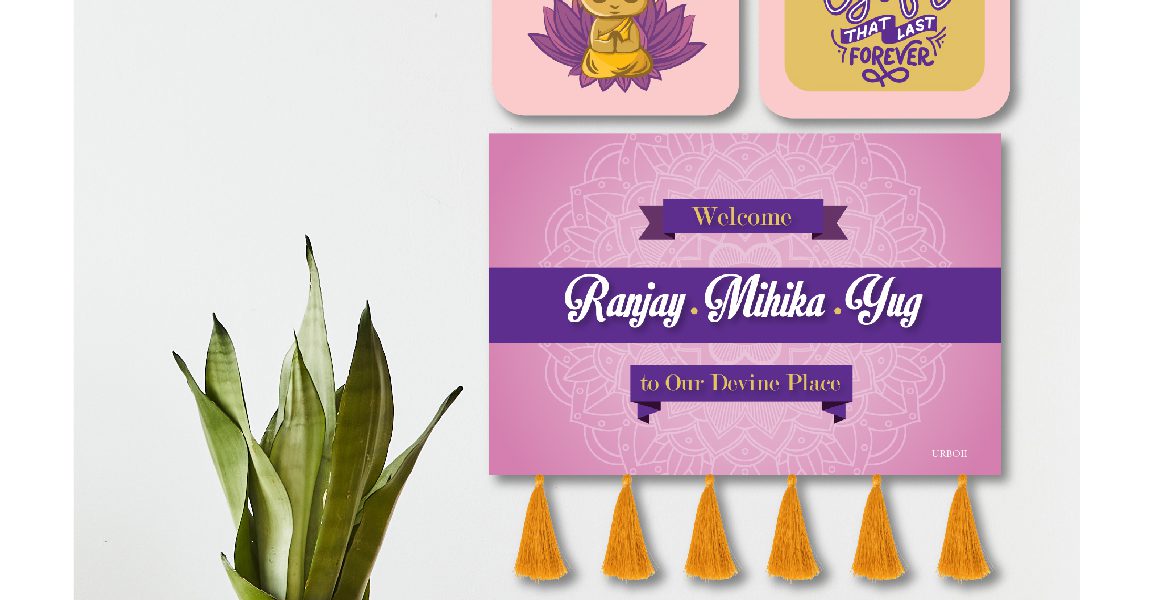 THAT LAST
FOREVER
Welcome
Ranjay . Mihika . Yug
to Our Devine Place
URBOII